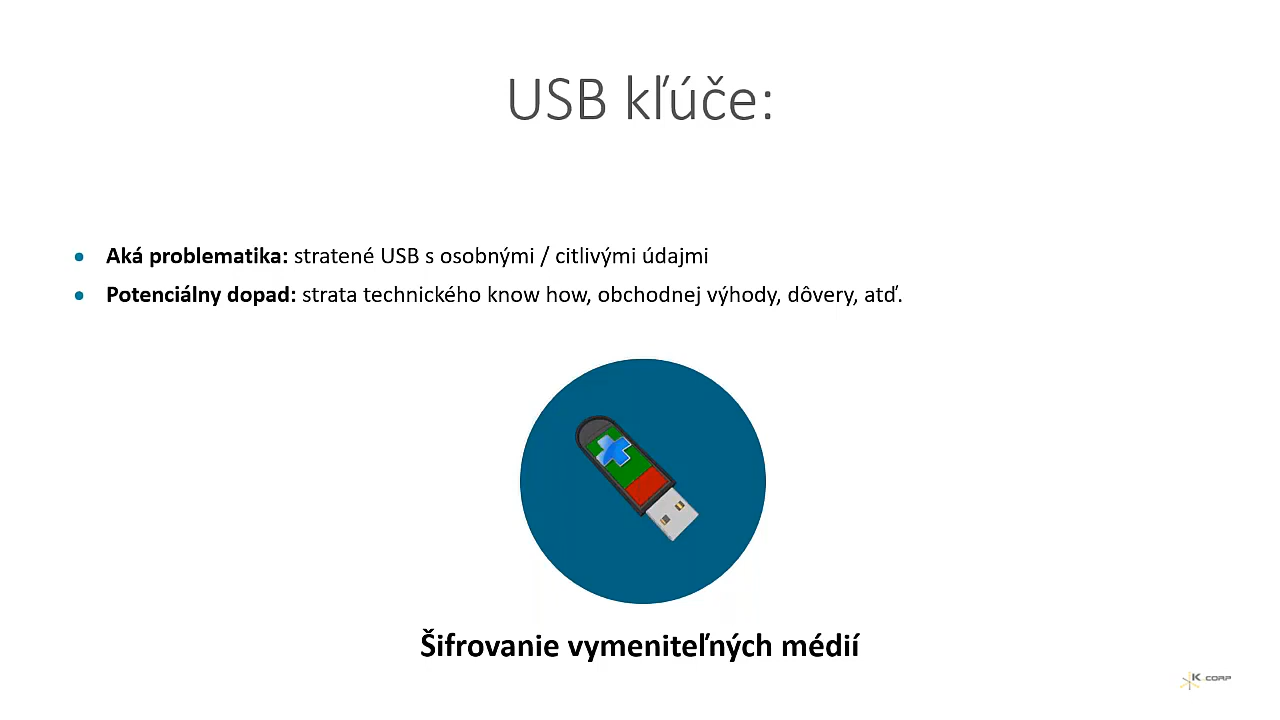 USB kľúče:
Aká problematika: stratené USB s osobnými / citlivými údajmi
Potenciálny dopad: strata technického know how, obchodnej výhody, dôvery, atď.
Šifrovanie vymeniteľných médií
K CORP